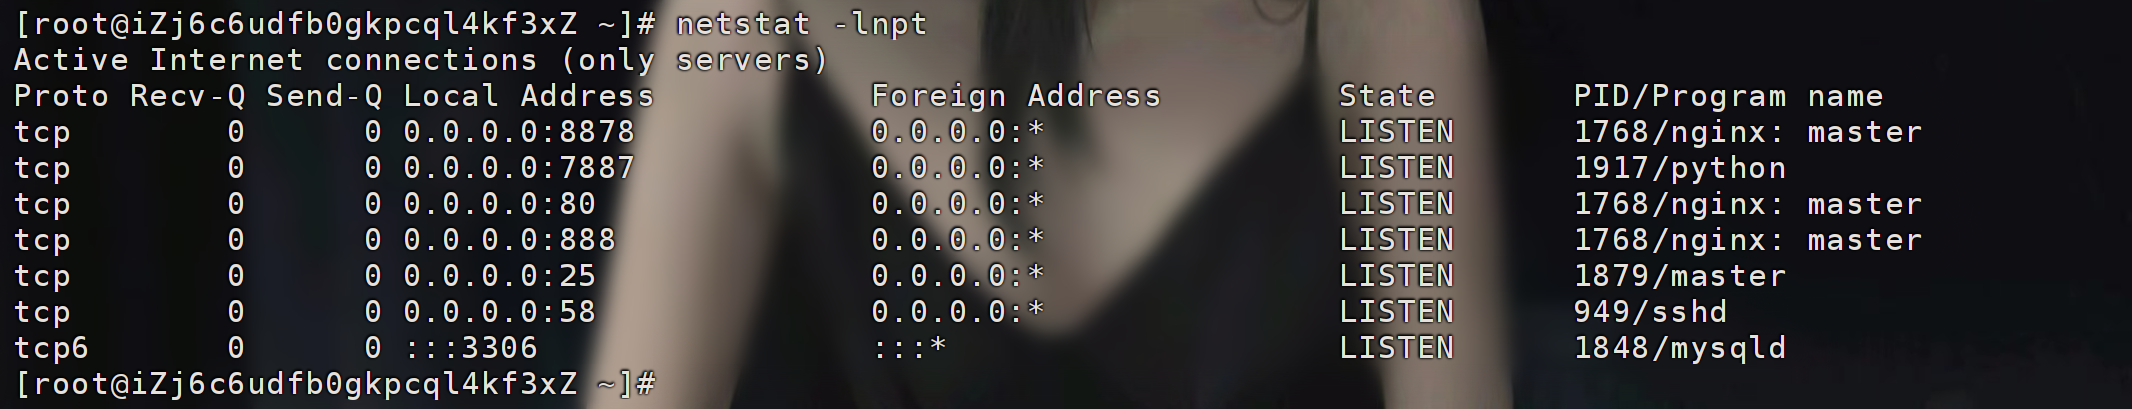 [root@iZj6c6udfb0gkpcql4kf3xZ ~]# netstat -lnpt
Active Internet connections (only servers)
Proto Recv-Q Send-Q Local Address           Foreign Address         State       PID/Program name
tcp        0      0 0.0.0.0:8878            0.0.0.0:*               LISTEN      1768/nginx: master
tcp        0      0 0.0.0.0:7887            0.0.0.0:*               LISTEN      1917/python
tcp        0      0 0.0.0.0:80              0.0.0.0:*               LISTEN      1768/nginx: master
tcp        0      0 0.0.0.0:888             0.0.0.0:*               LISTEN      1768/nginx: master
tcp        0      0 0.0.0.0:25              0.0.0.0:*               LISTEN      1879/master
tcp        0      0 0.0.0.0:58              0.0.0.0:*               LISTEN      949/sshd
tcp6       0      0 :::3306                 :::*                    LISTEN      1848/mysqld
[root@iZj6c6udfb0gkpcql4kf3xZ ~]#